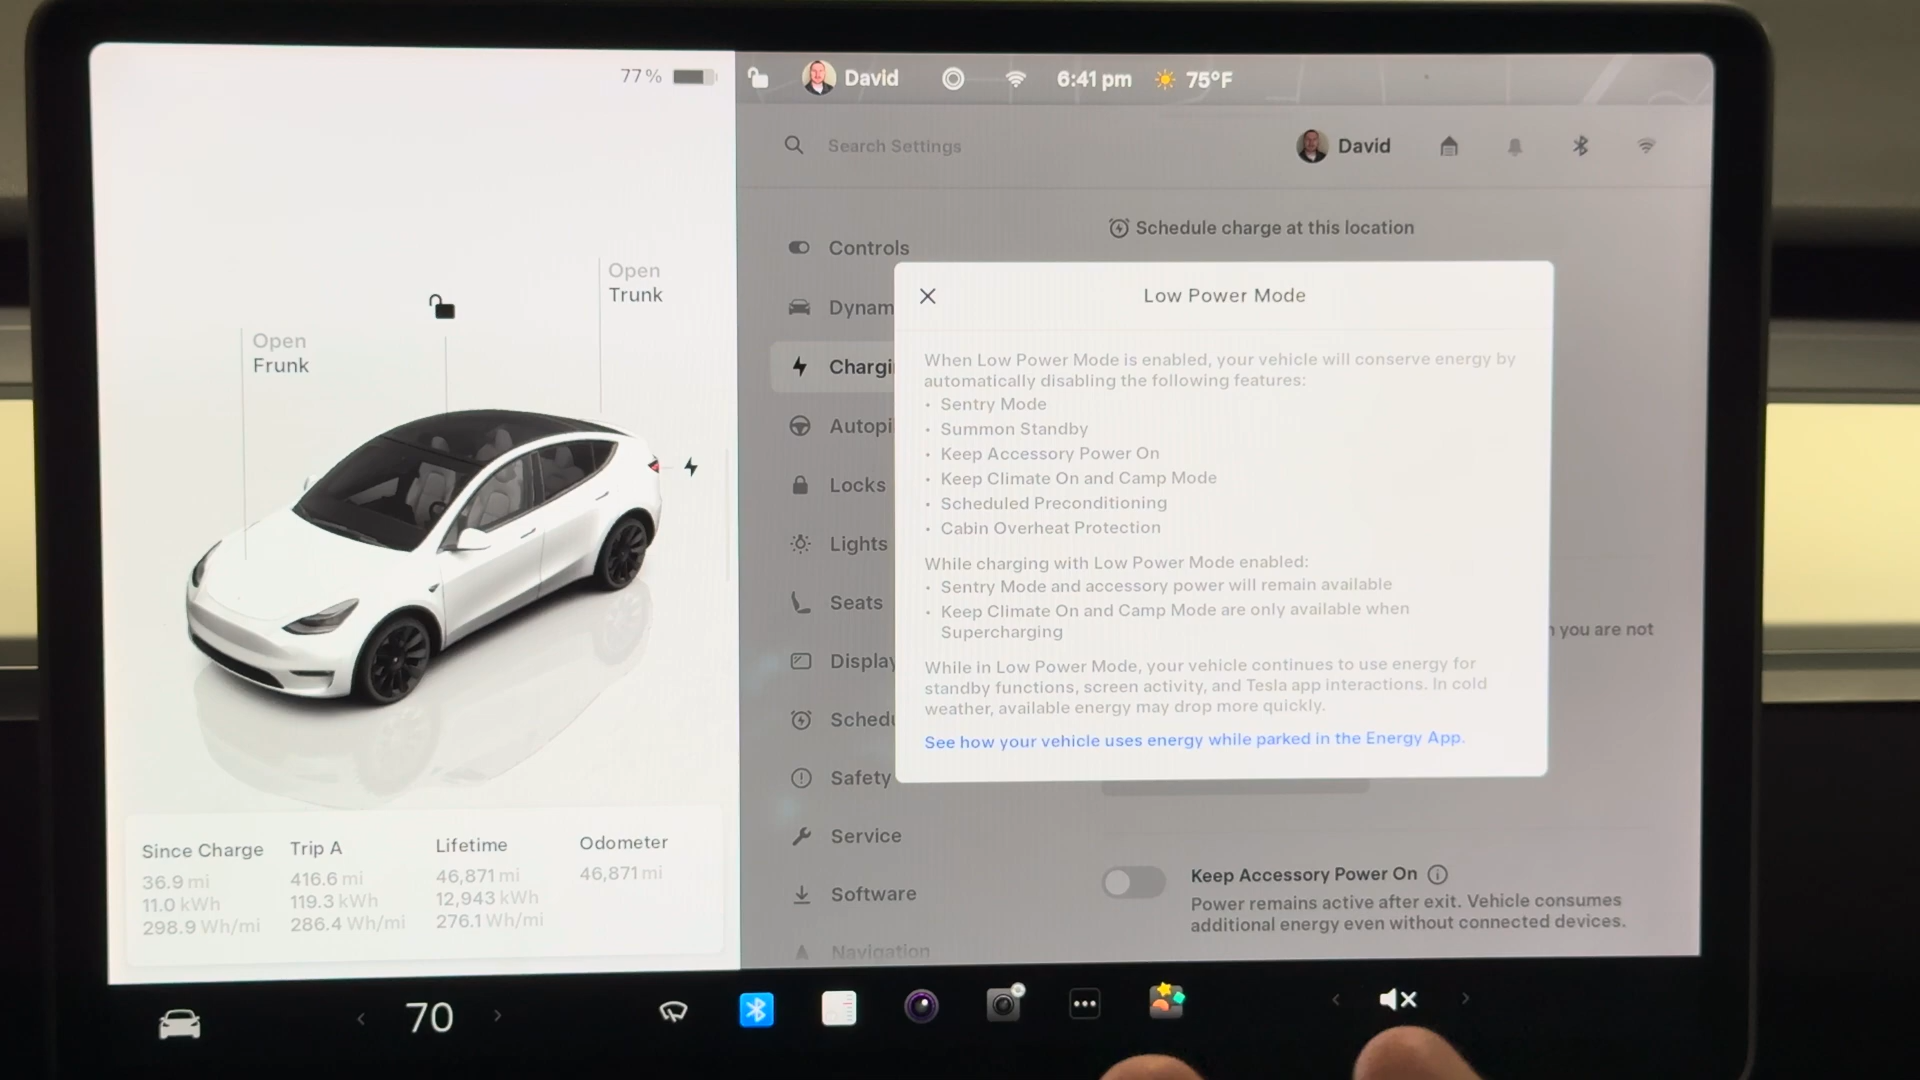 77%
David
6:41 pm
75°F
Search Settings
David
Open
Trunk
Open
Frunk
Since Charge
36.9 mi
11.0 kWh
298.9 Wh/mi
Trip A
416.6 mi
119.3 kWh
286.4 Wh/mi
Lifetime
46,871 mi
12,943 kWh
276.1 Wh/mi
Odometer
46,871 mi
Controls
Dynam
Chargi
Autopi
Locks
Lights
Seats
Display
Schedu
Safety
Service
Software
Navigation
Schedule charge at this location
Low Power Mode
When Low Power Mode is enabled, your vehicle will conserve energy by
automatically disabling the following features:
• Sentry Mode
• Summon Standby
• Keep Accessory Power On
• Keep Climate On and Camp Mode
• Scheduled Preconditioning
• Cabin Overheat Protection
While charging with Low Power Mode enabled:
• Sentry Mode and accessory power will remain available
• Keep Climate On and Camp Mode are only available when
Supercharging
While in Low Power Mode, your vehicle continues to use energy for
standby functions, screen activity, and Tesla app interactions. In cold
weather, available energy may drop more quickly.
See how your vehicle uses energy while parked in the Energy App.
you are not
Keep Accessory Power On
Power remains active after exit. Vehicle consumes
additional energy even without connected devices.
70